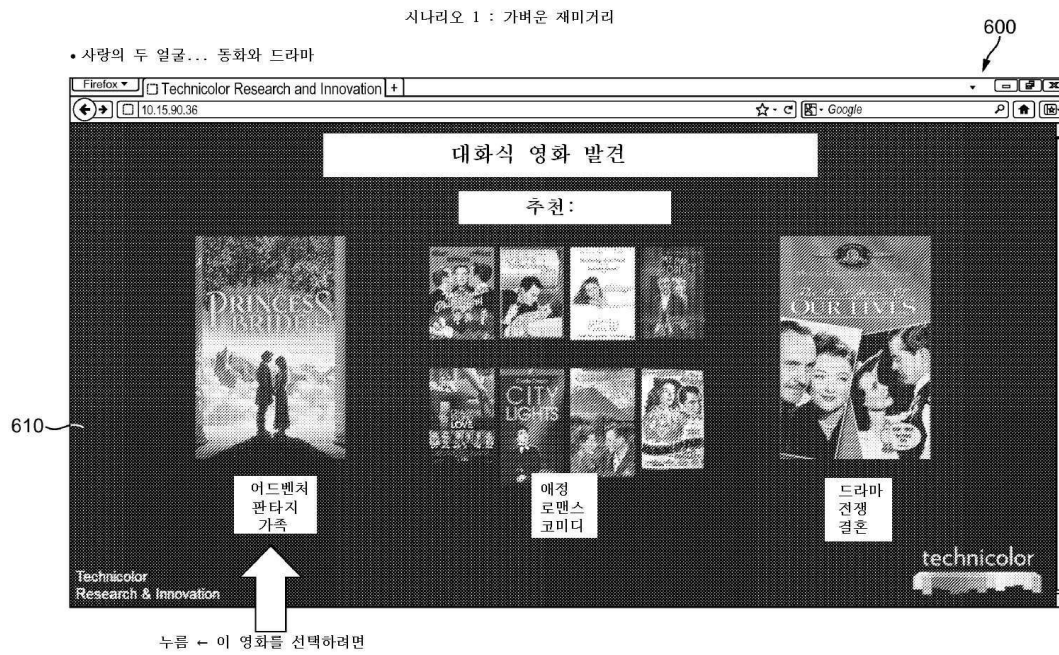 시나리오 1 : 가벼운 재미거리
600
• 사랑의 두 얼굴... 동화와 드라마
Firefox
Technicolor Research and Innovation +
10.15.90.36
Google
대화식 영화 발견
추천:
PRINCESS
BRIDE
CITY
LIGHTS
LOVE
OUR LIVES
610
어드벤쳐
판타지
가족
애정
로맨스
코미디
드라마
전쟁
결혼
Technicolor
Research & Innovation
technicolor
누름 ← 이 영화를 선택하려면